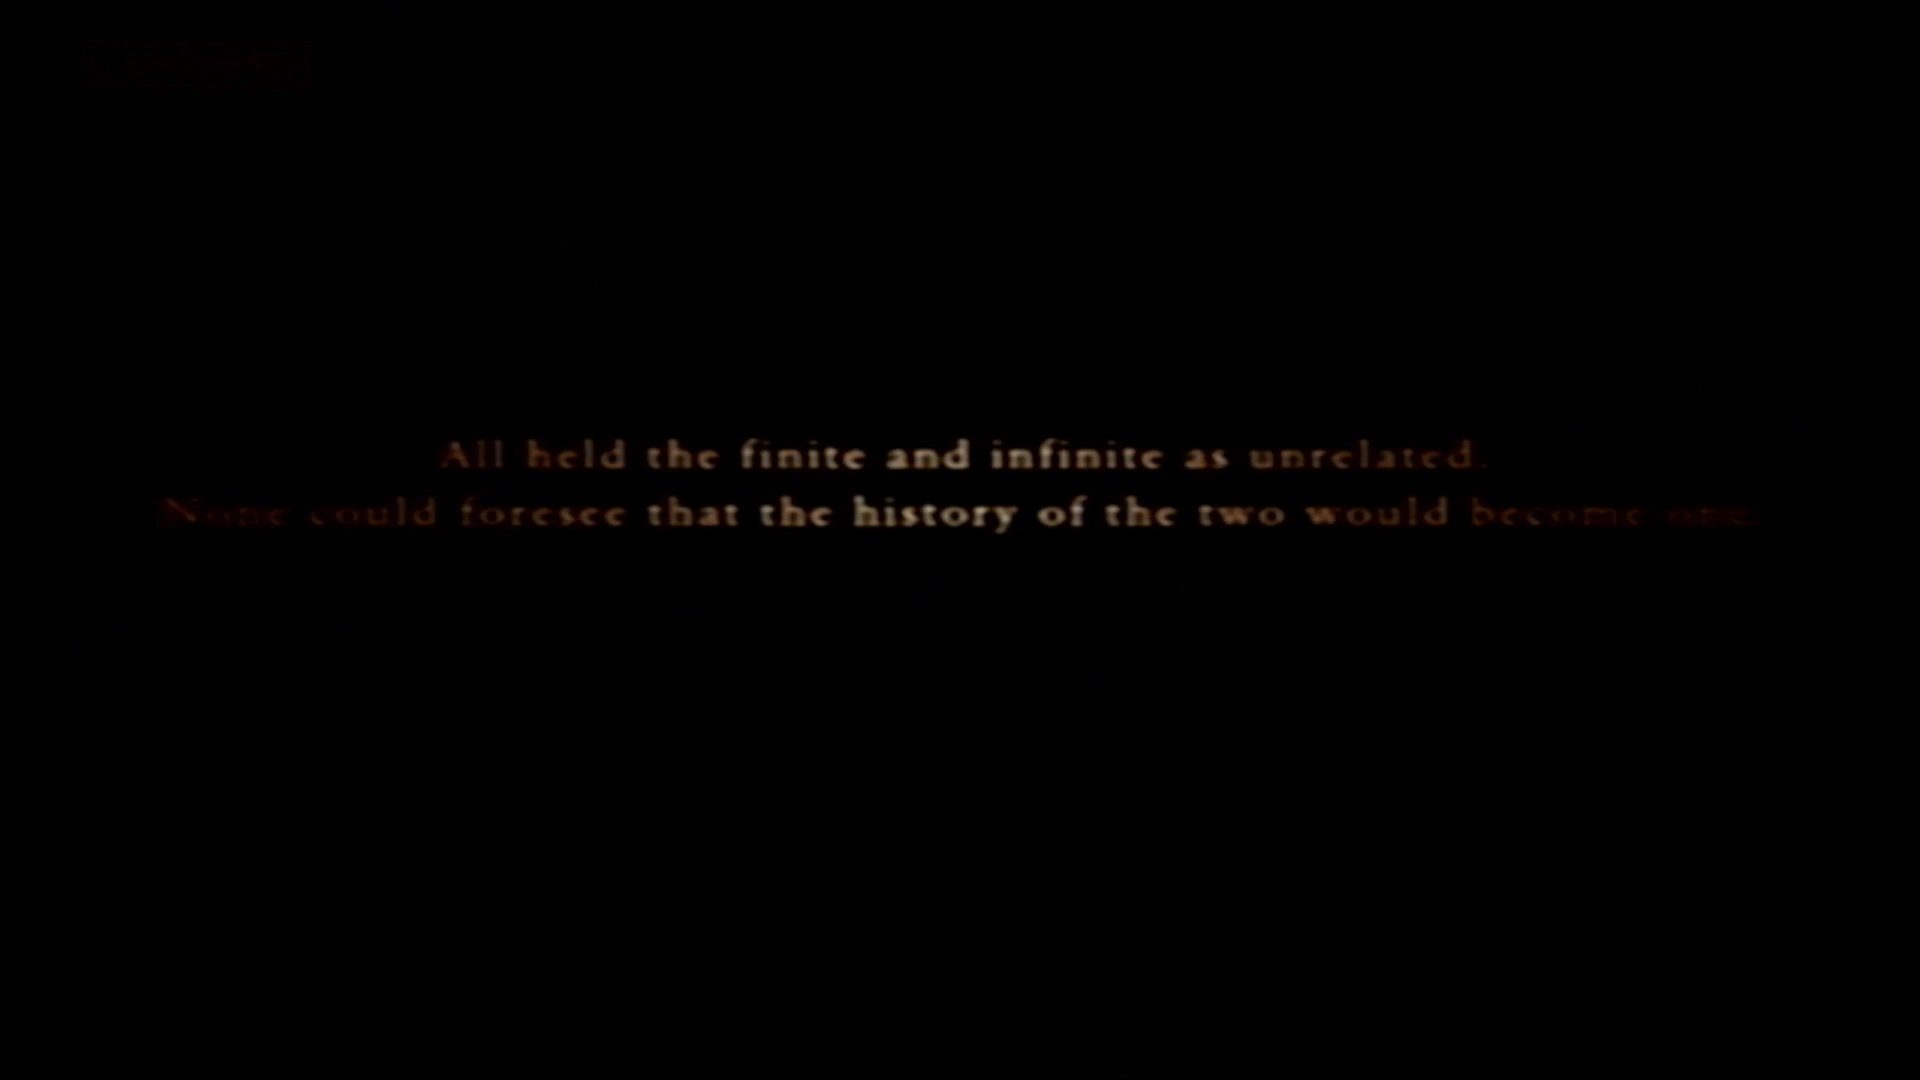 All held the finite and infinite as unrelated.
None could foresee that the history of the two would become one.